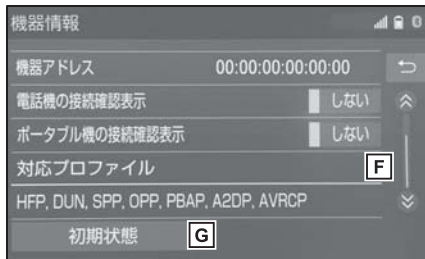 機器情報
機器アドレス 00:00:00:00:00:00
電話機の接続確認表示 しない
ポータブル機の接続確認表示 しない
対応プロファイル
F
HFP, DUN, SPP, OPP, PBAP, A2DP, AVRCP
初期状態 G